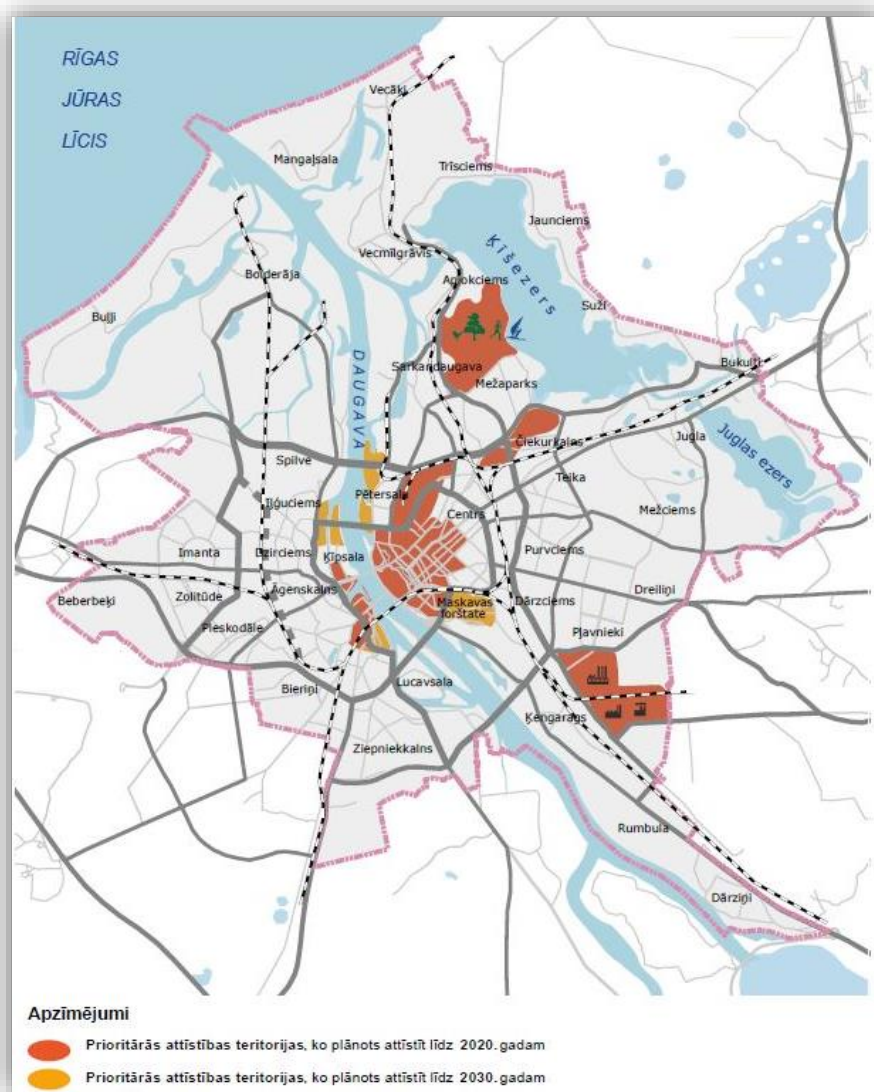 RĪGAS
JŪRAS
LĪCIS
Vecāķi
Mangaļsala
Trīsciems
Jaunciems
Ķīšezers
Vecmīlgrāvis
Bolderāja
Aplokciems
Suži
Buļļi
DAUGAVA
Sarkandaugava
Mežaparks
Bukulti
Čiekurkalns
Jugla
Juglas ezers
Spilve
Teika
Pētersala
Iļģuciems
Centrs
Mežciems
Imanta
Dzirciems
Ķīpsala
Purvciems
Beberbeķi
Zolitūde
Āgenskalns
Maskavas
forštate
Dārzciems
Dreiliņi
Pleskodāle
Pļavnieki
Bieriņi
Lucavsala
Ķengarags
Ziepniekkalns
Rumbula
Dārziņi
Apzīmējumi
Prioritārās attīstības teritorijas, ko plānots attīstīt līdz 2020. gadam
Prioritārās attīstības teritorijas, ko plānots attīstīt līdz 2030. gadam